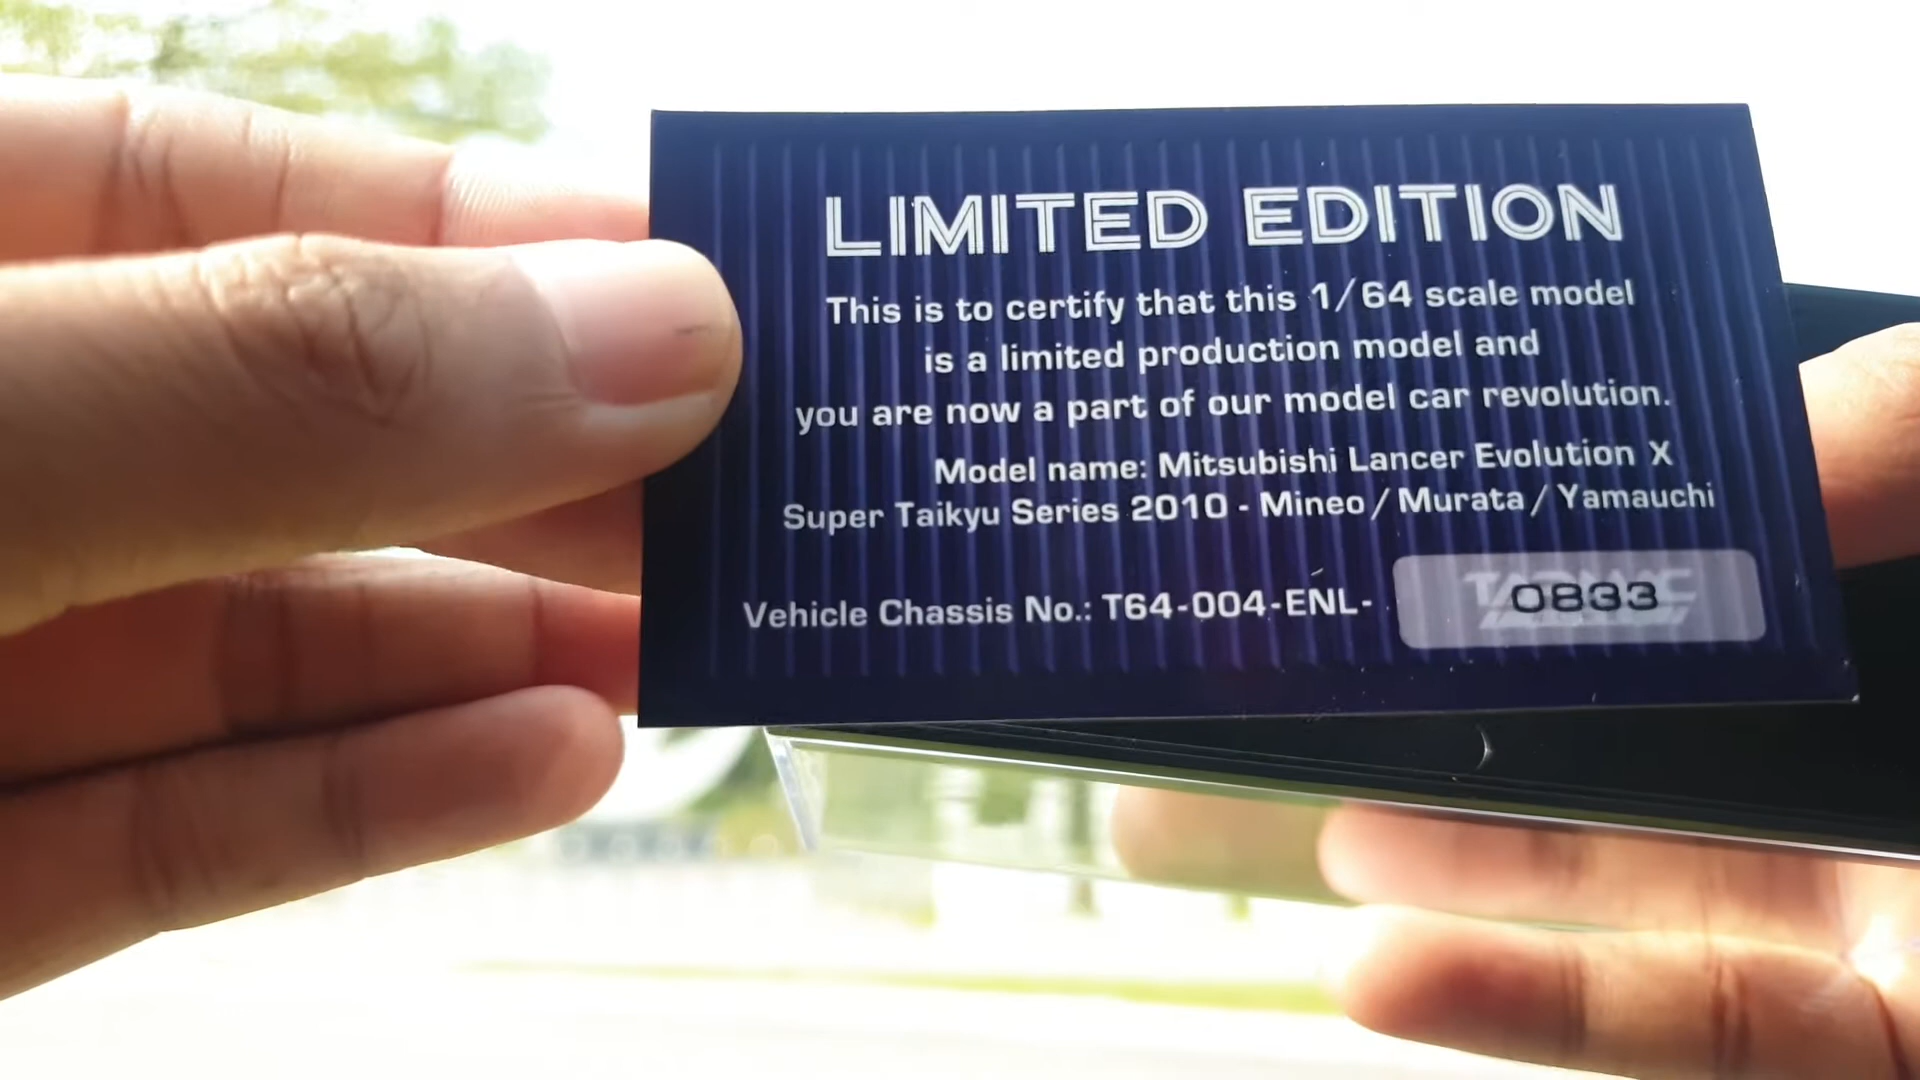 LIMITED EDITION
This is to certify that this 1/64 scale model
is a limited production model and
you are now a part of our model car revolution.
Model name: Mitsubishi Lancer Evolution X
Super Taikyu Series 2010 - Mineo/Murata/Yamauchi
Vehicle Chassis No.: T64-004-ENL- 0833